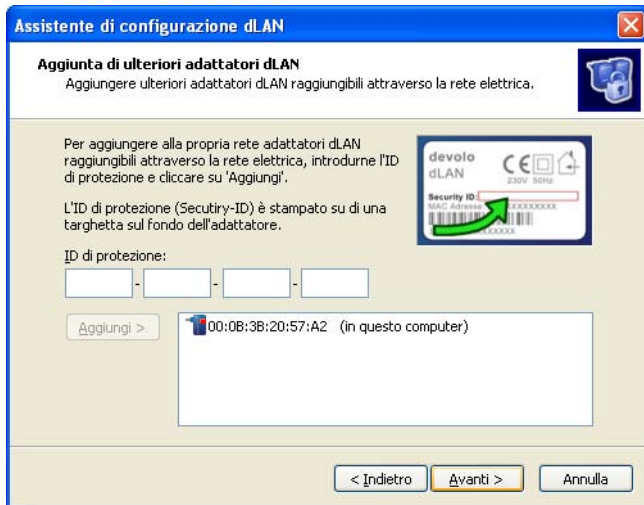 Assistente di configurazione dLAN
Aggiunta di ulteriori adattatori dLAN
Aggiungere ulteriori adattatori dLAN raggiungibili attraverso la rete elettrica.
Per aggiungere alla propria rete adattatori dLAN
raggiungibili attraverso la rete elettrica, introdurne l'ID
di protezione e cliccare su 'Aggiungi'.
L'ID di protezione (Secutiry-ID) è stampato su di una
targhetta sul fondo dell'adattatore.
devolo
dLAN
CE
230V 50Hz
Security ID:
MAC Adresse
ID di protezione:
- - -
Aggiungi >
00:0B:3B:20:57:A2 (in questo computer)
< Indietro
Avanti >
Annulla